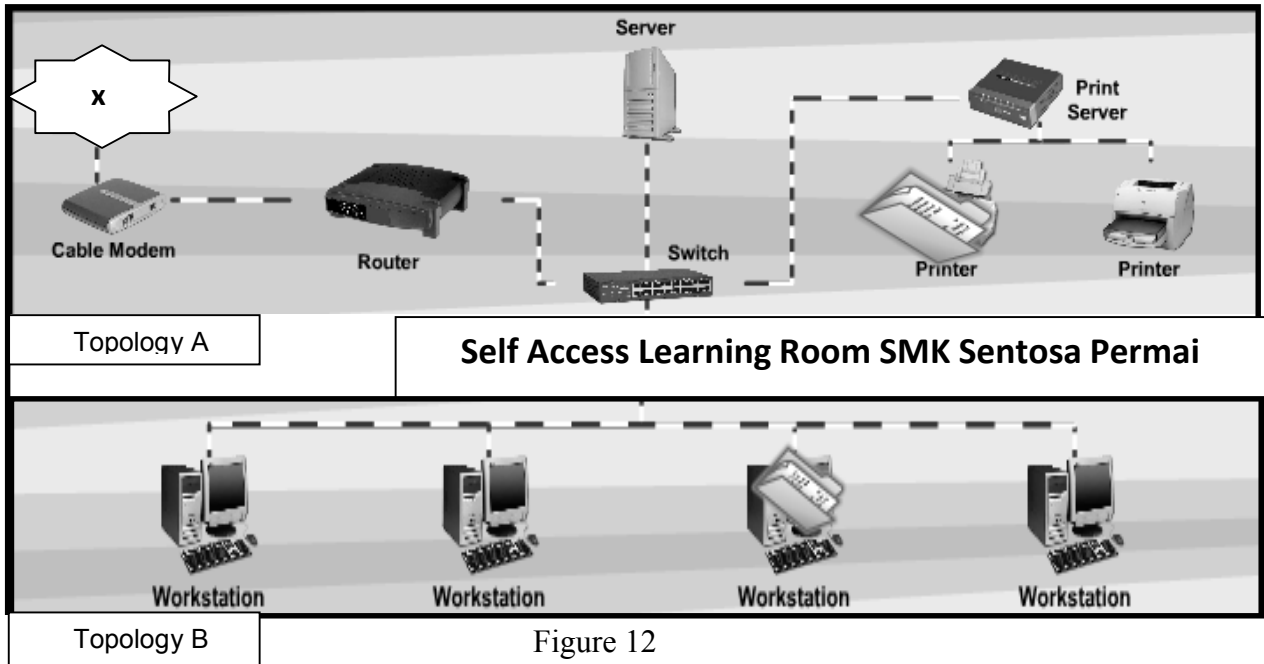 Server
x
Print
Server
Cable Modem
Router
Switch
Printer
Printer
Topology A
Self Access Learning Room SMK Sentosa Permai
Workstation
Workstation
Workstation
Workstation
Topology B
Figure 12